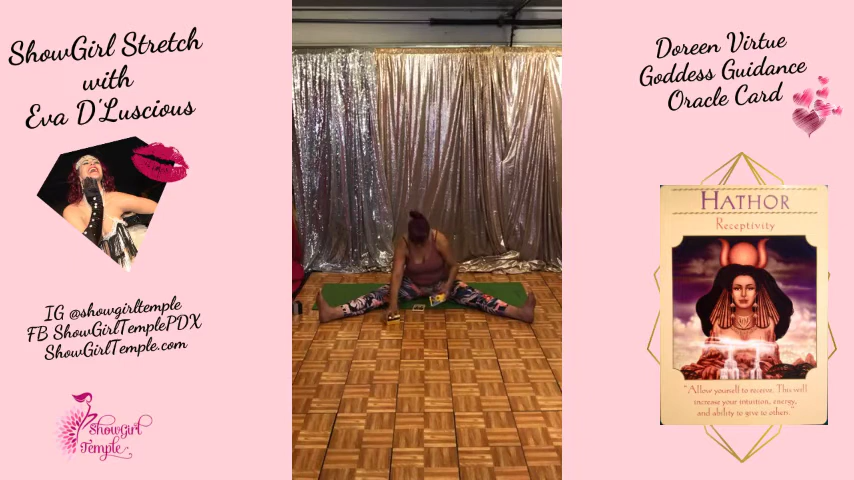 ShowGirl Stretch
with
Eva D'Luscious
IG @showgirltemple
FB ShowGirlTemplePDX
ShowGirlTemple.com
ShowGirl
Temple
Doreen Virtue
Goddess Guidance
Oracle Card
HATHOR
Receptivity
"Allow yourself to receive. This will
increase your intuition, energy,
and ability to give to others.